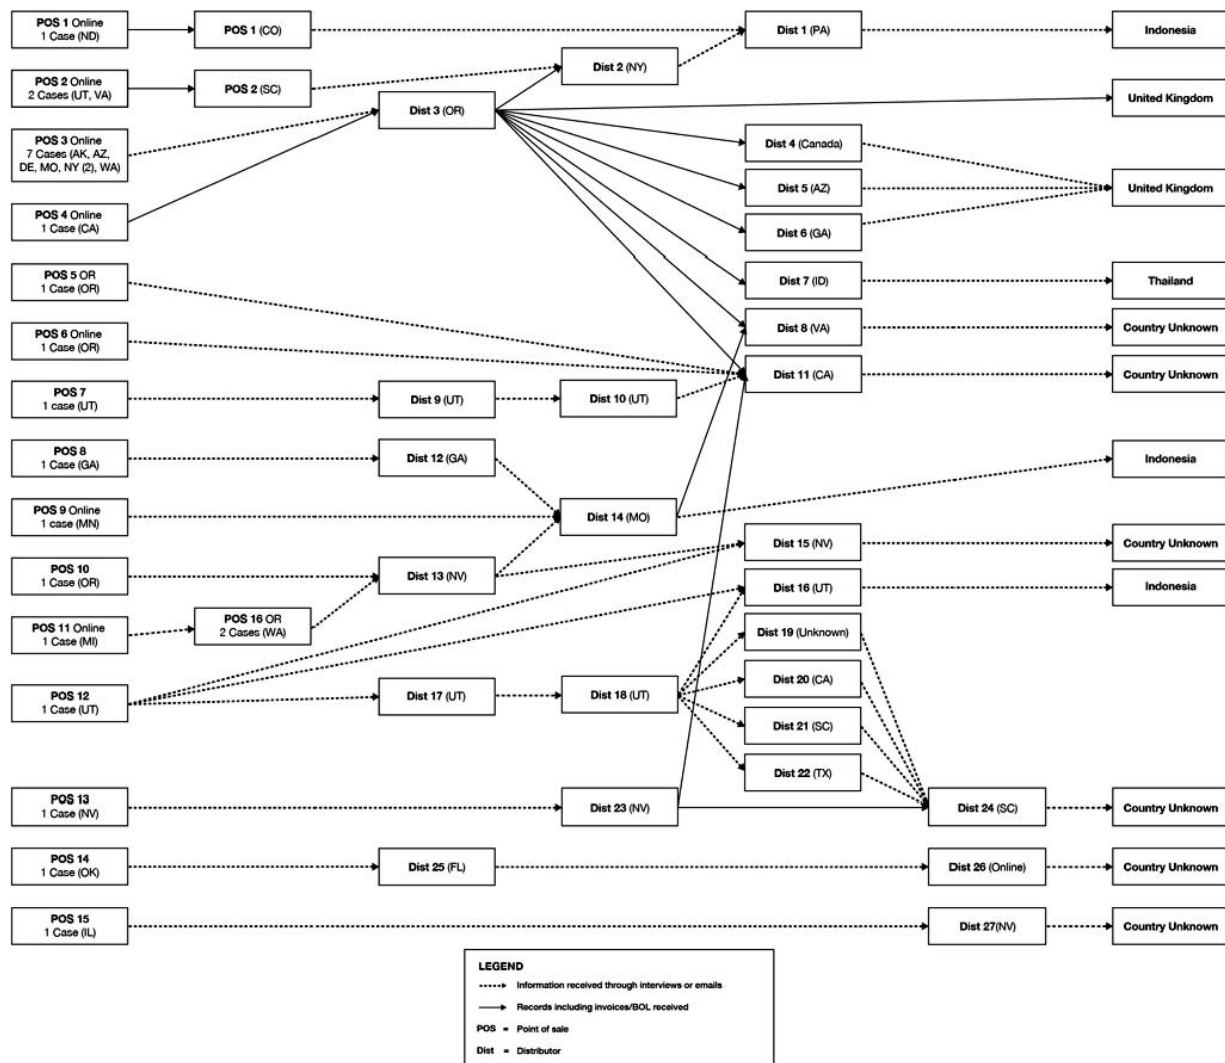 POS 1 Online
1 Case (ND)
POS 1 (CO)
Dist 1 (PA)
Indonesia
POS 2 Online
2 Cases (UT, VA)
POS 2 (SC)
Dist 2 (NY)
Dist 3 (OR)
United Kingdom
POS 3 Online
7 Cases (AK, AZ,
DE, MO, NY (2), WA)
Dist 4 (Canada)
Dist 5 (AZ)
United Kingdom
POS 4 Online
1 Case (CA)
Dist 6 (GA)
POS 5 OR
1 Case (OR)
Dist 7 (ID)
Thailand
POS 6 Online
1 Case (OR)
Dist 8 (VA)
Country Unknown
Dist 11 (CA)
Country Unknown
POS 7
1 case (UT)
Dist 9 (UT)
Dist 10 (UT)
POS 8
1 Case (GA)
Dist 12 (GA)
Indonesia
POS 9 Online
1 case (MN)
Dist 14 (MO)
Dist 15 (NV)
Country Unknown
POS 10
1 Case (OR)
Dist 13 (NV)
Dist 16 (UT)
Indonesia
POS 11 Online
1 Case (MI)
POS 16 OR
2 Cases (WA)
Dist 19 (Unknown)
POS 12
1 Case (UT)
Dist 17 (UT)
Dist 18 (UT)
Dist 20 (CA)
Dist 21 (SC)
Dist 22 (TX)
POS 13
1 Case (NV)
Dist 23 (NV)
Dist 24 (SC)
Country Unknown
POS 14
1 Case (OK)
Dist 25 (FL)
Dist 26 (Online)
Country Unknown
POS 15
1 Case (IL)
Dist 27(NV)
Country Unknown
LEGEND
Information received through interviews or emails
Records including invoices/BOL received
POS = Point of sale
Dist = Distributor